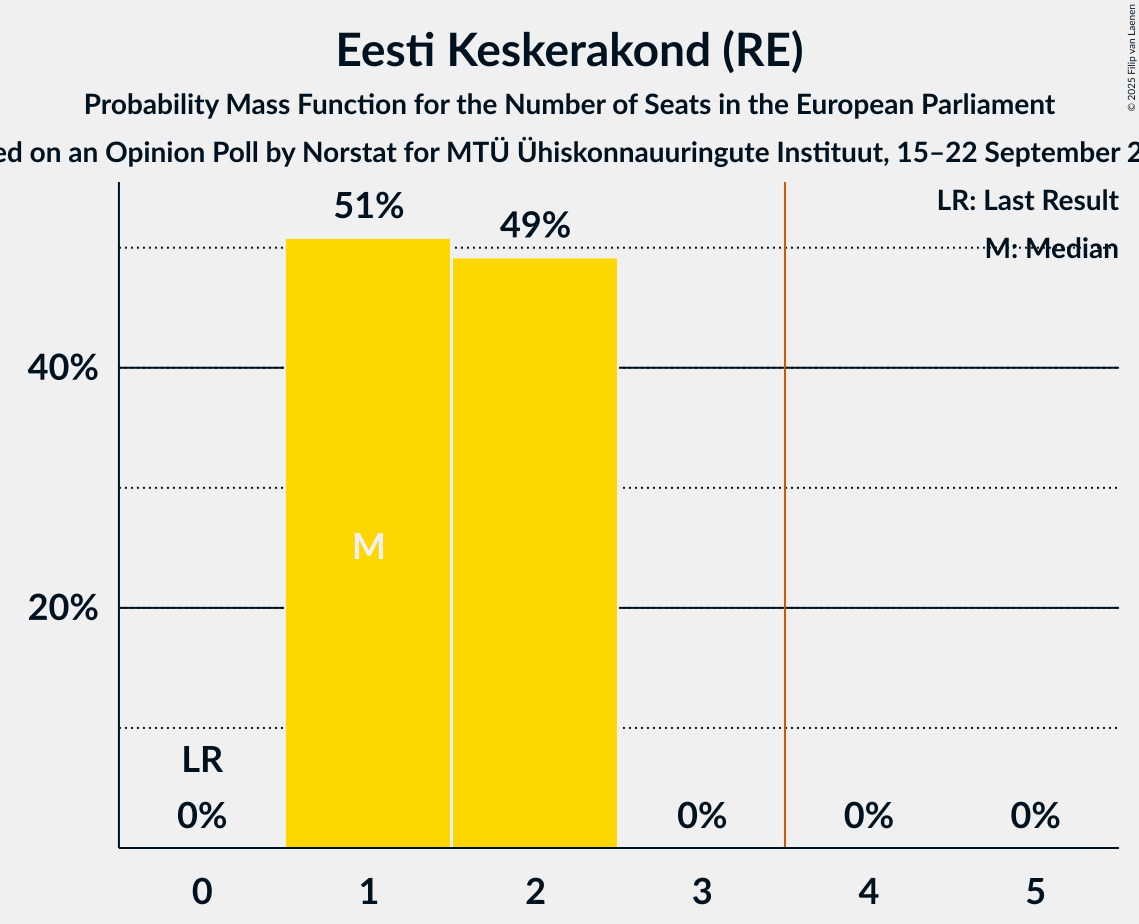 Eesti Keskerakond (RE)
Probability Mass Function for the Number of Seats in the European Parliament
on an Opinion Poll by Norstat for MTÜ Ühiskonnauuringute Instituut, 15–22 September
© 2025 Filip van Laenen
LR: Last Result
M: Median
51%
49%
40%
M
20%
LR
0%
0%
0%
0%
0 1 2 3 4 5